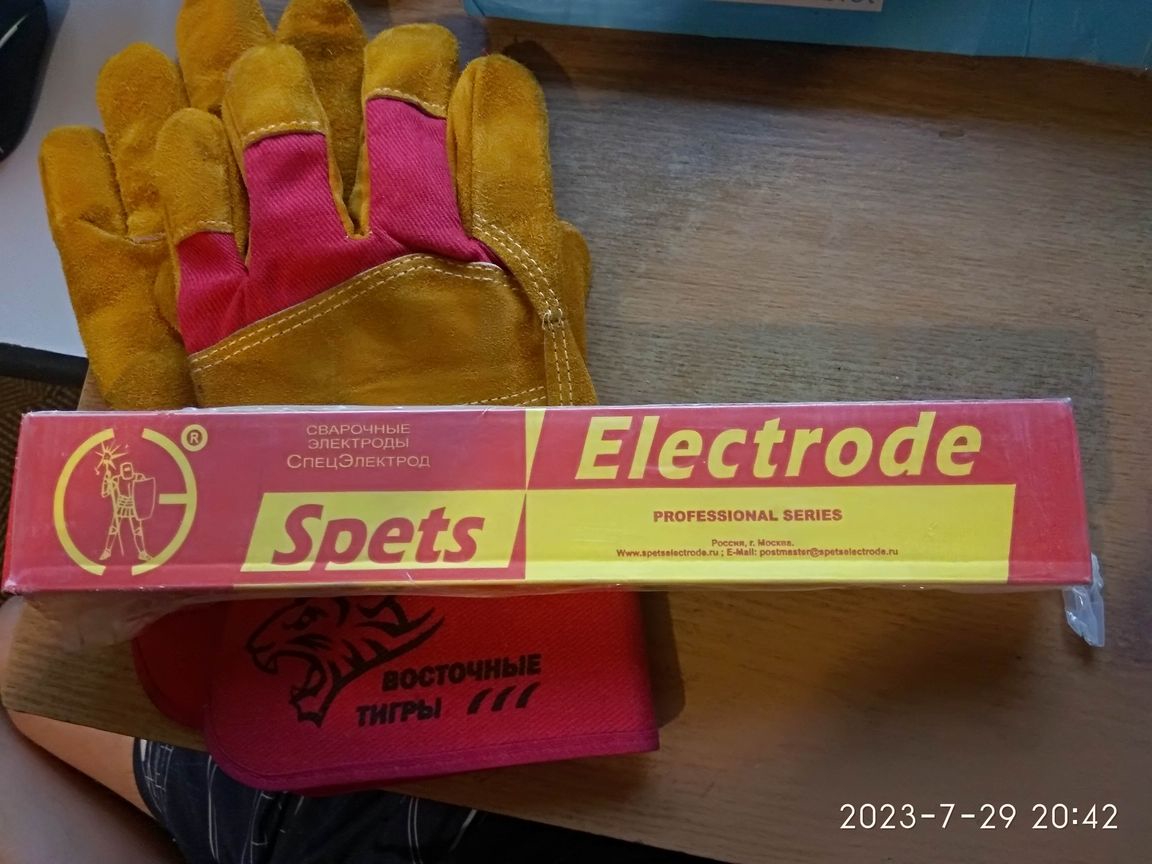 ®
СВАРОЧНЫЕ
ЭЛЕКТРОДЫ
СПЕЦЭЛЕКТРОД
Spets
Electrode
PROFESSIONAL SERIES
Россия, г. Москва.
Www.spetselectrode.ru ; E-Mail: postmaster@spetselectrode.ru
ВОСТОЧНЫЕ
ТИГРЫ
2023-7-29 20:42